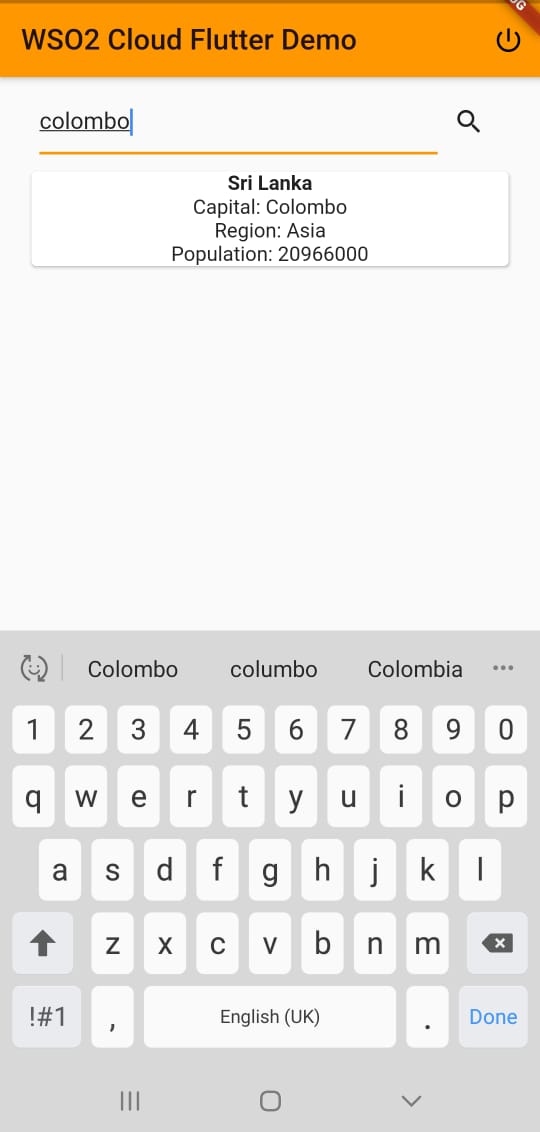 WSO2 Cloud Flutter Demo
colombo
Sri Lanka
Capital: Colombo
Region: Asia
Population: 20966000
Colombo columbo Colombia ···
1 2 3 4 5 6 7 8 9 0
q w e r t y u i o p
a s d f g h j k l
z x c v b n m
!#1 , English (UK) . Done